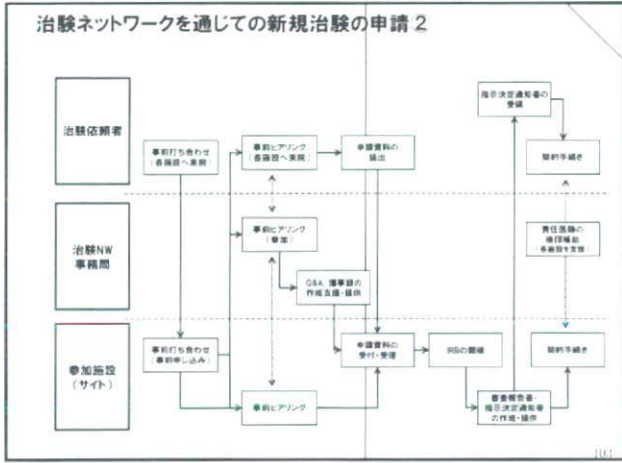 治験ネットワークを通じての新規治験の申請②
指示決定通知書の
受領
治験依頼者
事前打ち合わせ
(各施設へ来院)
事前ヒアリング
(各施設へ来院)
申請資料の
提出
契約手続き
治験NW
事務局
事前ヒアリング
(参加)
責任医師の
捺印補助
(各施設を支援)
Q&A、議事録の
作成支援・提供
参加施設
(サイト)
事前打ち合わせ
(事前申し込み)
申請資料の
受付・受理
IRBの開催
契約手続き
事前ヒアリング
審査報告書・
指示決定通知書
の作成・提供